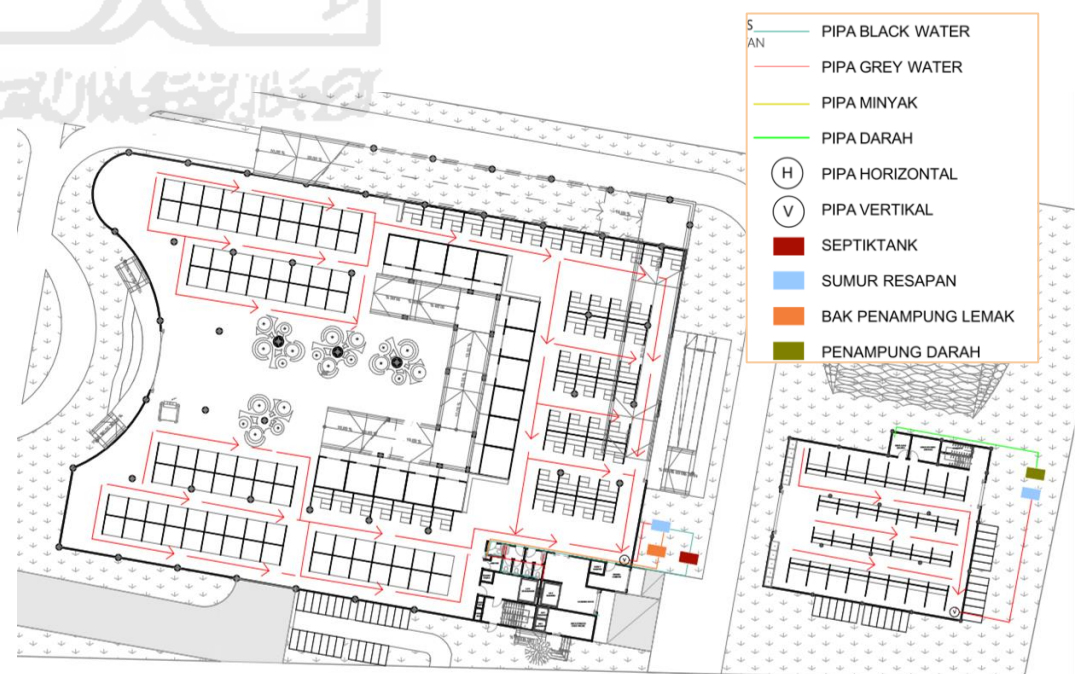 S
AN
PIPA BLACK WATER
PIPA GREY WATER
PIPA MINYAK
PIPA DARAH
H PIPA HORIZONTAL
V PIPA VERTIKAL
SEPTIKTANK
SUMUR RESAPAN
BAK PENAMPUNG LEMAK
PENAMPUNG DARAH
V
V